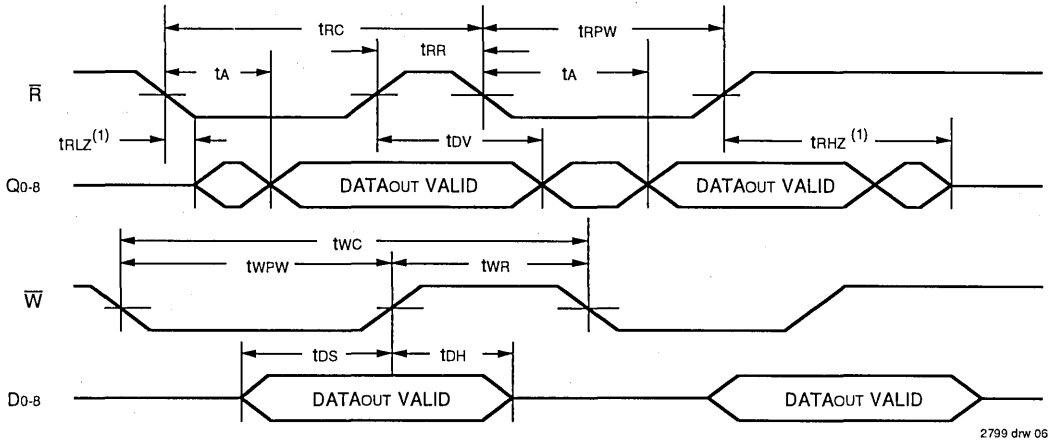 tRC
tRPW
tRR
tA
tA
R̅
tRLZ(1)
tDV
tRHZ (1)
Q0-8
DATAOUT VALID
DATAOUT VALID
tWC
tWPW
tWR
W̅
tDS
tDH
D0-8
DATAOUT VALID
DATAOUT VALID
2799 drw 06